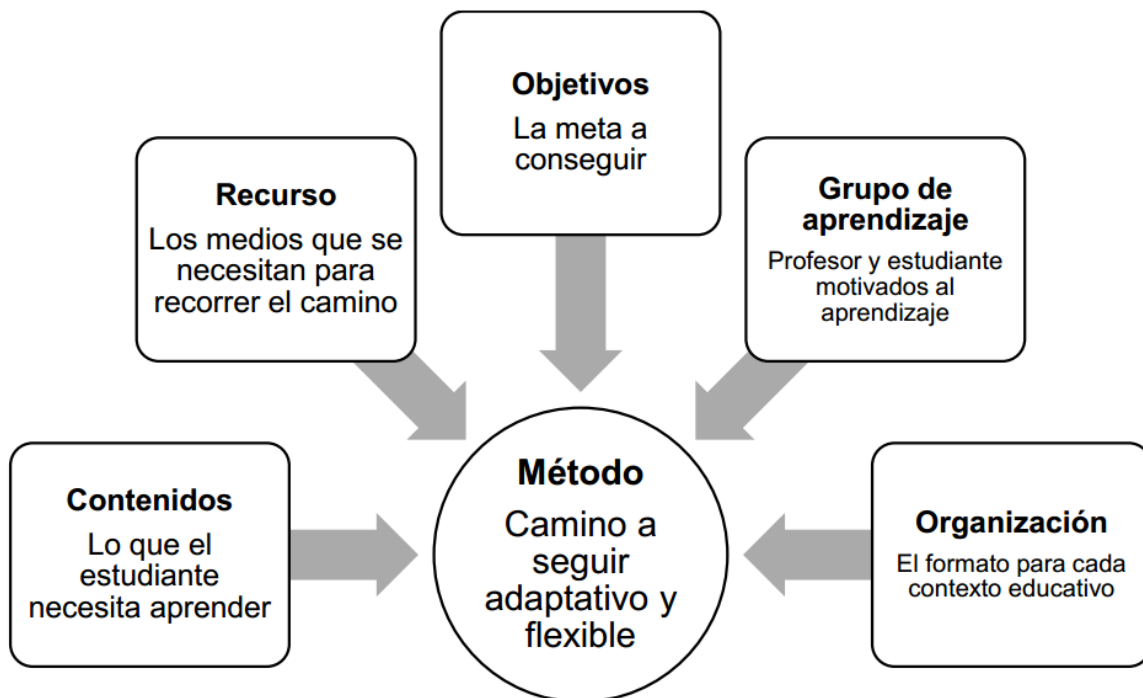 Objetivos
La meta a
conseguir
Recurso
Los medios que se
necesitan para
recorrer el camino
Grupo de
aprendizaje
Profesor y estudiante
motivados al
aprendizaje
Contenidos
Lo que el
estudiante
necesita aprender
Método
Camino a
seguir
adaptativo y
flexible
Organización
El formato para cada
contexto educativo